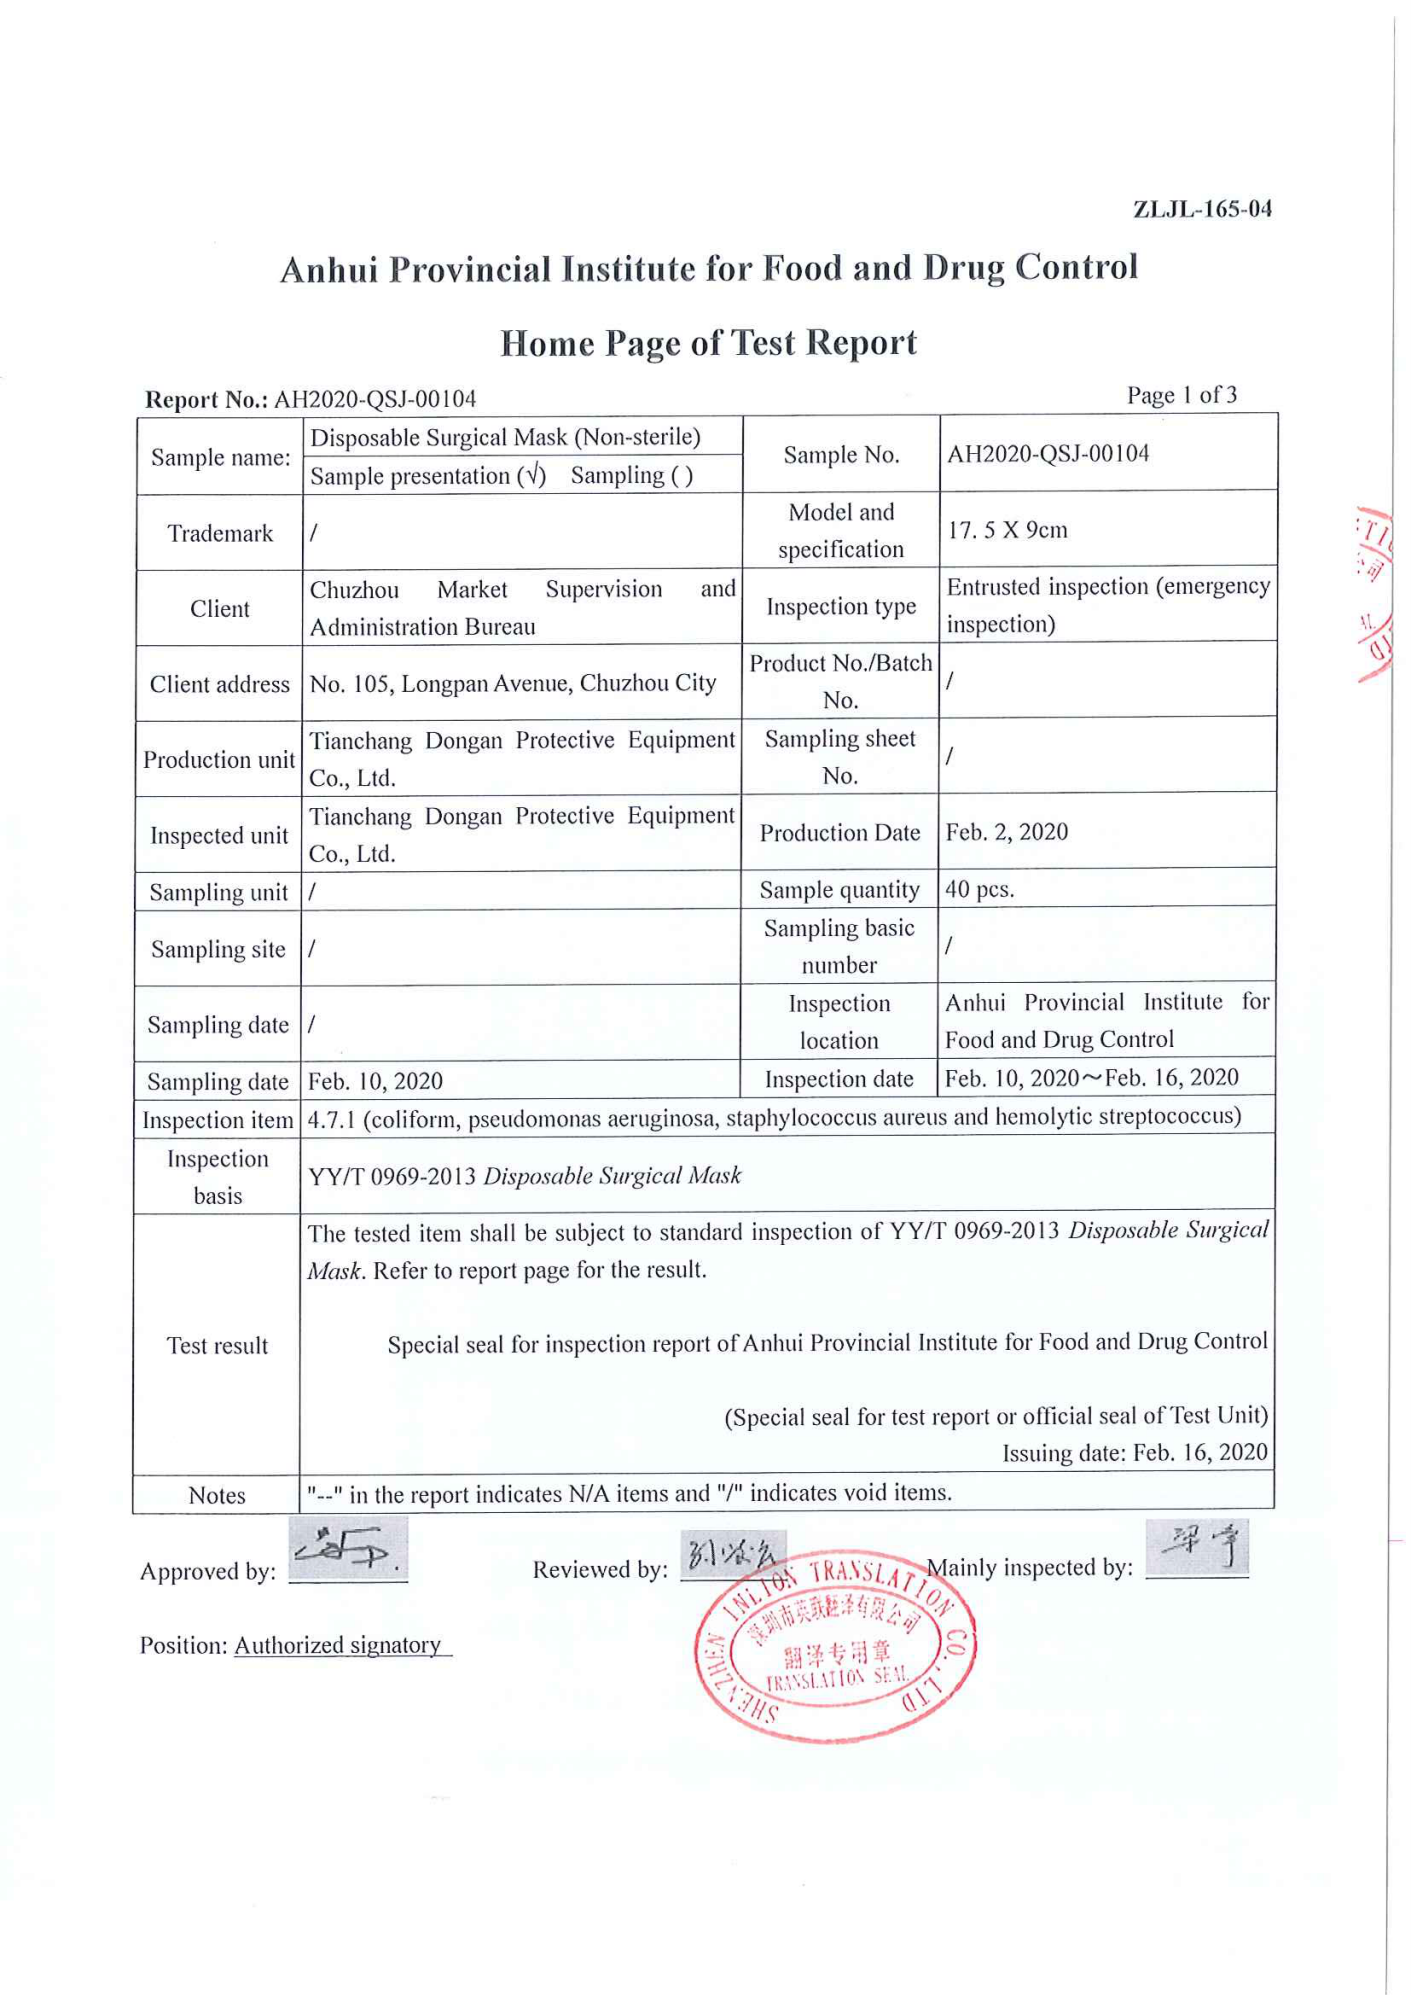 ZLJL-165-04
Anhui Provincial Institute for Food and Drug Control
Home Page of Test Report
Report No.: AH2020-QSJ-00104
Page 1 of 3
Sample name:
Disposable Surgical Mask (Non-sterile)
Sample presentation (√) Sampling ( )
Sample No.
AH2020-QSJ-00104
Trademark
/
Model and
specification
17. 5 X 9cm
Client
Chuzhou Market Supervision and
Administration Bureau
Inspection type
Entrusted inspection (emergency
inspection)
Client address
No. 105, Longpan Avenue, Chuzhou City
Product No./Batch
No.
/
Production unit
Tianchang Dongan Protective Equipment
Co., Ltd.
Sampling sheet
No.
/
Inspected unit
Tianchang Dongan Protective Equipment
Co., Ltd.
Production Date
Feb. 2, 2020
Sampling unit
/
Sample quantity
40 pcs.
Sampling site
/
Sampling basic
number
/
Sampling date
/
Inspection
location
Anhui Provincial Institute for
Food and Drug Control
Sampling date
Feb. 10, 2020
Inspection date
Feb. 10, 2020～Feb. 16, 2020
Inspection item
4.7.1 (coliform, pseudomonas aeruginosa, staphylococcus aureus and hemolytic streptococcus)
Inspection
basis
YY/T 0969-2013 Disposable Surgical Mask
Test result
The tested item shall be subject to standard inspection of YY/T 0969-2013 Disposable Surgical
Mask. Refer to report page for the result.
Special seal for inspection report of Anhui Provincial Institute for Food and Drug Control
(Special seal for test report or official seal of Test Unit)
Issuing date: Feb. 16, 2020
Notes
"--" in the report indicates N/A items and "/" indicates void items.
Approved by:
Reviewed by:
Mainly inspected by:
Position: Authorized signatory
SHENZHEN INLION TRANSLATION CO., LTD
深圳市英联翻译有限公司
翻译专用章
TRANSLATION SEAL